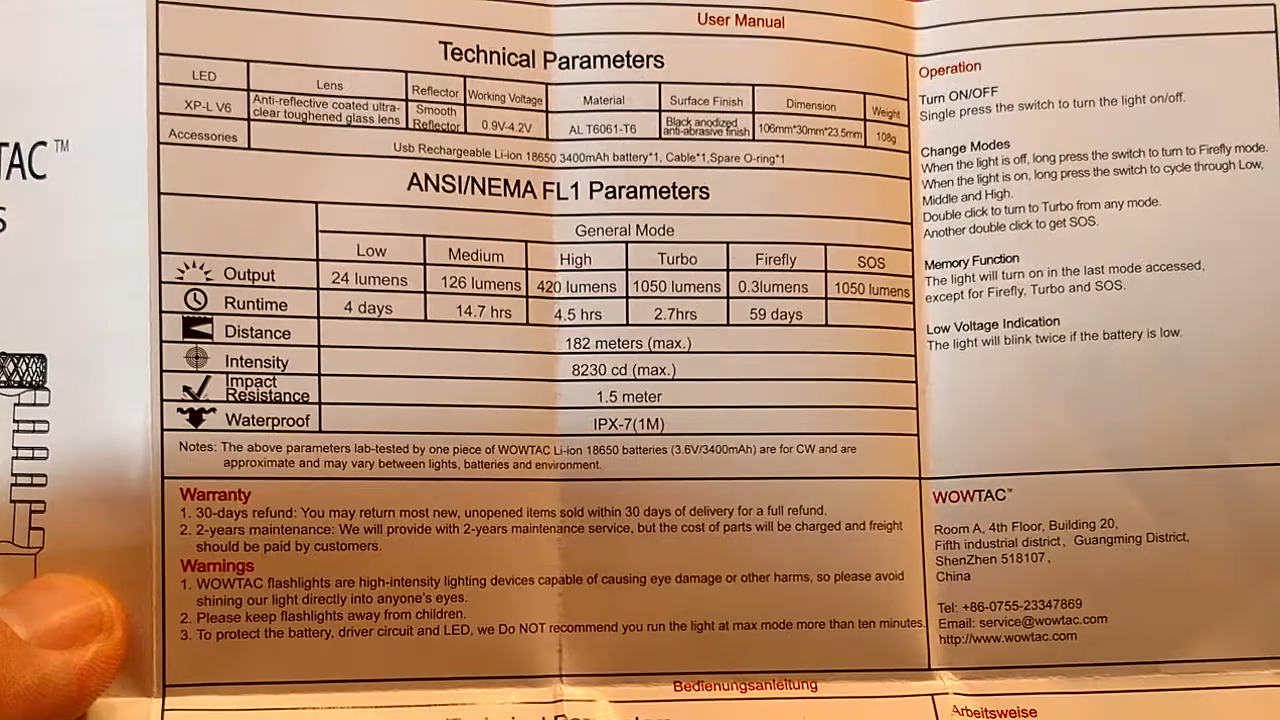 TAC™
S
User Manual
Technical Parameters
LED Lens Reflector Working Voltage Material Surface Finish Dimension Weight
XP-L V6 Anti-reflective coated ultra-
clear toughened glass lens Smooth
Reflector 0.9V-4.2V AL T6061-T6 Black anodized
anti-abrasive finish 106mm*30mm*23.5mm 108g
Accessories Usb Rechargeable Li-ion 18650 3400mAh battery*1, Cable*1,Spare O-ring*1
ANSI/NEMA FL1 Parameters
General Mode
Low Medium High Turbo Firefly SOS
Output 24 lumens 126 lumens 420 lumens 1050 lumens 0.3lumens 1050 lumens
Runtime 4 days 14.7 hrs 4.5 hrs 2.7hrs 59 days
Distance 182 meters (max.)
Intensity 8230 cd (max.)
Impact
Resistance 1.5 meter
Waterproof IPX-7(1M)
Notes: The above parameters lab-tested by one piece of WOWTAC Li-ion 18650 batteries (3.6V/3400mAh) are for CW and are
approximate and may vary between lights, batteries and environment.
Warranty
1. 30-days refund: You may return most new, unopened items sold within 30 days of delivery for a full refund.
2. 2-years maintenance: We will provide with 2-years maintenance service, but the cost of parts will be charged and freight
should be paid by customers.
Warnings
1. WOWTAC flashlights are high-intensity lighting devices capable of causing eye damage or other harms, so please avoid
shining our light directly into anyone's eyes.
2. Please keep flashlights away from children.
3. To protect the battery, driver circuit and LED, we Do NOT recommend you run the light at max mode more than ten minutes.
Operation
Turn ON/OFF
Single press the switch to turn the light on/off.
Change Modes
When the light is off, long press the switch to turn to Firefly mode.
When the light is on, long press the switch to cycle through Low,
Middle and High.
Double click to turn to Turbo from any mode.
Another double click to get SOS.
Memory Function
The light will turn on in the last mode accessed,
except for Firefly, Turbo and SOS.
Low Voltage Indication
The light will blink twice if the battery is low.
WOWTAC™
Room A, 4th Floor, Building 20,
Fifth industrial district, Guangming District,
ShenZhen 518107,
China
Tel: +86-0755-23347869
Email: service@wowtac.com
http://www.wowtac.com
Bedienungsanleitung
Arbeitsweise